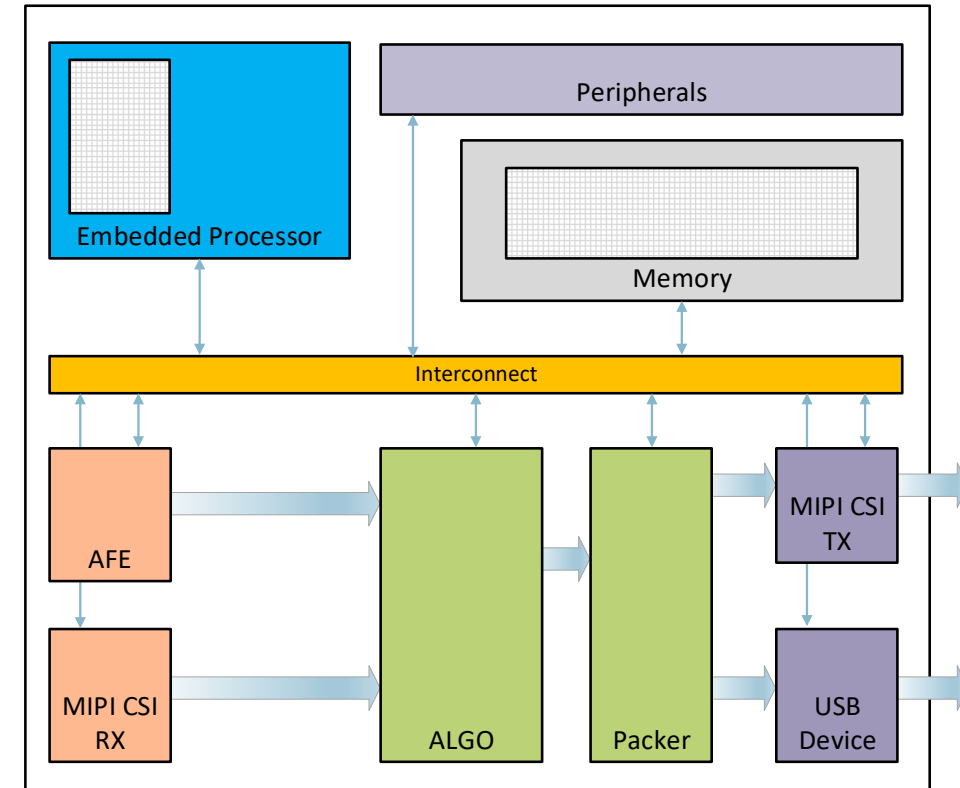 Peripherals
Embedded Processor
Memory
Interconnect
AFE
MIPI CSI
TX
MIPI CSI
RX
ALGO
Packer
USB
Device